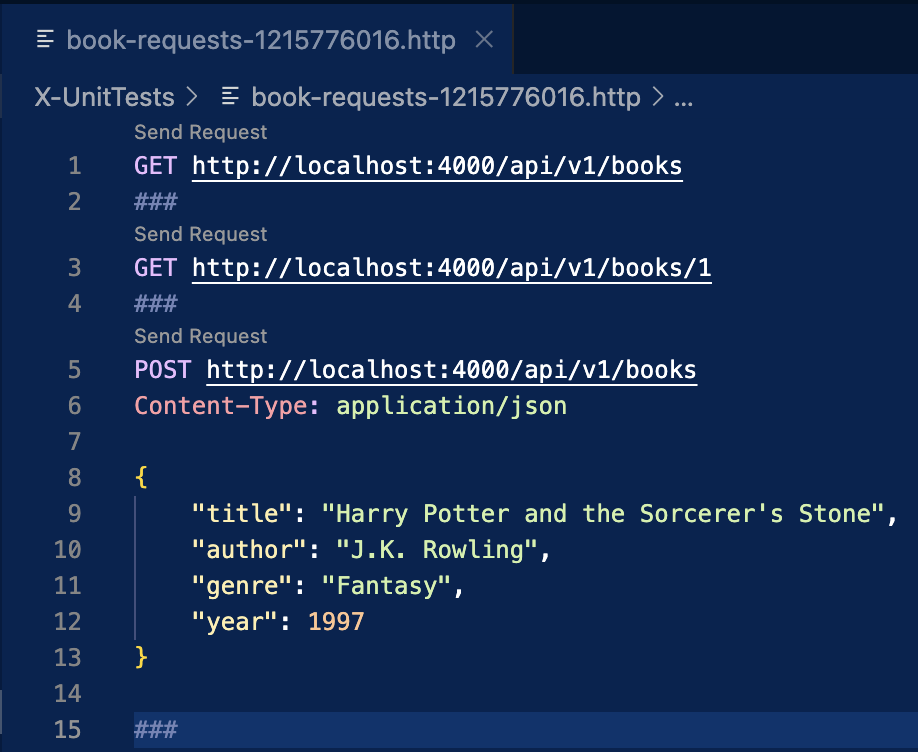 book-requests-1215776016.http
X-UnitTests > book-requests-1215776016.http > ...
Send Request
1 GET http://localhost:4000/api/v1/books
2 ###
Send Request
3 GET http://localhost:4000/api/v1/books/1
4 ###
Send Request
5 POST http://localhost:4000/api/v1/books
6 Content-Type: application/json
7
8 {
9     "title": "Harry Potter and the Sorcerer's Stone",
10     "author": "J.K. Rowling",
11     "genre": "Fantasy",
12     "year": 1997
13 }
14
15 ###